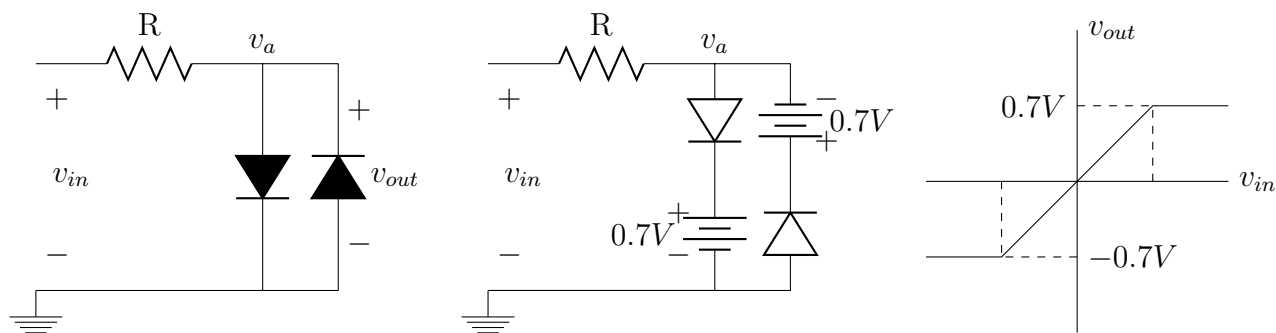 R
v_a
+
v_in
−
+
v_out
−
R
v_a
+
v_in
−
−
0.7V
+
+
0.7V
−
v_out
0.7V
v_in
−0.7V